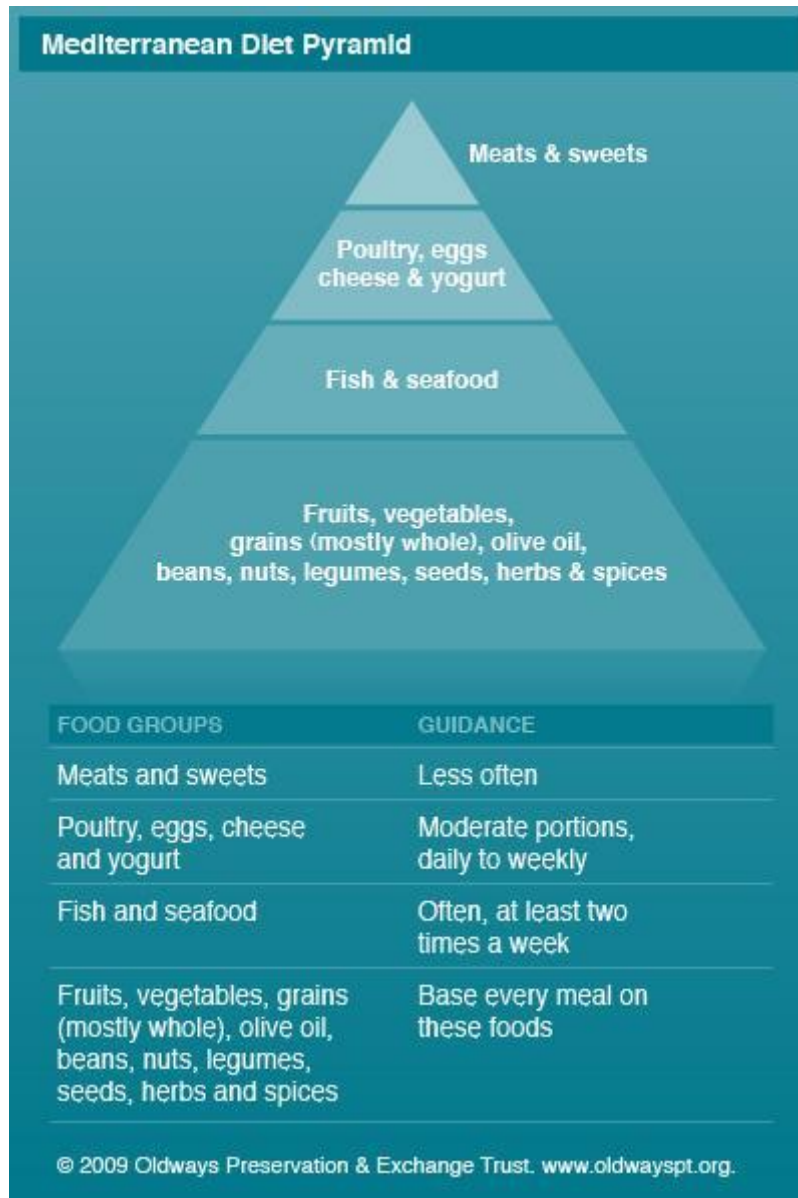 Mediterranean Diet Pyramid
Meats & sweets
Poultry, eggs
cheese & yogurt
Fish & seafood
Fruits, vegetables,
grains (mostly whole), olive oil,
beans, nuts, legumes, seeds, herbs & spices
FOOD GROUPS GUIDANCE
Meats and sweets Less often
Poultry, eggs, cheese Moderate portions,
and yogurt daily to weekly
Fish and seafood Often, at least two
times a week
Fruits, vegetables, grains Base every meal on
(mostly whole), olive oil, these foods
beans, nuts, legumes,
seeds, herbs and spices
© 2009 Oldways Preservation & Exchange Trust. www.oldwayspt.org.